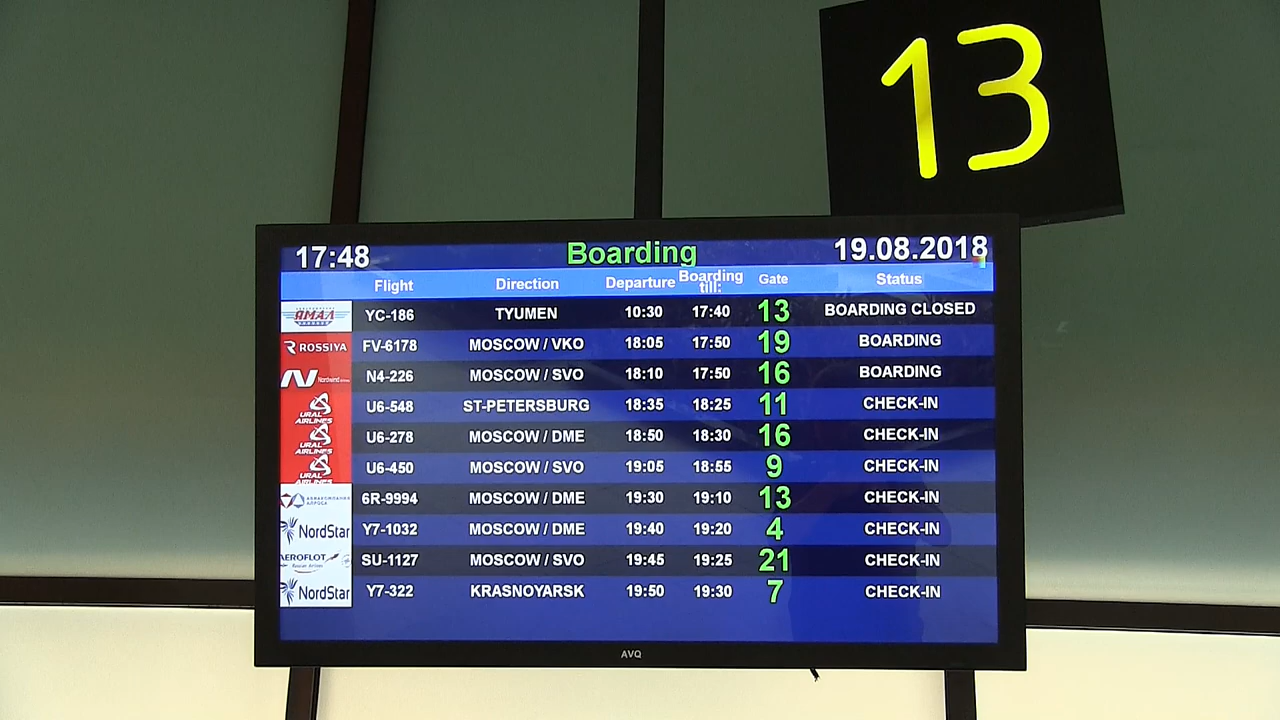 13
17:48 Boarding 19.08.2018
Flight Direction Departure Boarding till: Gate Status
ЯМАЛ YC-186 TYUMEN 10:30 17:40 13 BOARDING CLOSED
ROSSIYA FV-6178 MOSCOW / VKO 18:05 17:50 19 BOARDING
Nordwind N4-226 MOSCOW / SVO 18:10 17:50 16 BOARDING
URAL AIRLINES U6-548 ST-PETERSBURG 18:35 18:25 11 CHECK-IN
URAL AIRLINES U6-278 MOSCOW / DME 18:50 18:30 16 CHECK-IN
URAL AIRLINES U6-450 MOSCOW / SVO 19:05 18:55 9 CHECK-IN
АВИАКОМПАНИЯ АЛРОСА 6R-9994 MOSCOW / DME 19:30 19:10 13 CHECK-IN
NordStar Y7-1032 MOSCOW / DME 19:40 19:20 4 CHECK-IN
AEROFLOT Russian Airlines SU-1127 MOSCOW / SVO 19:45 19:25 21 CHECK-IN
NordStar Y7-322 KRASNOYARSK 19:50 19:30 7 CHECK-IN
AVQ